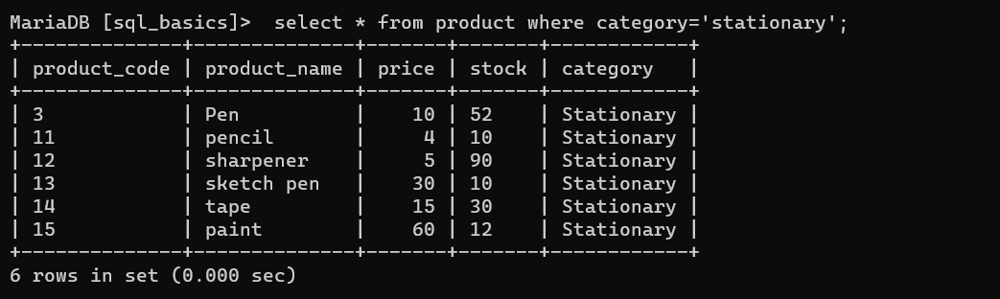 MariaDB [sql_basics]>  select * from product where category='stationary';
+--------------+--------------+-------+-------+------------+
| product_code | product_name | price | stock | category   |
+--------------+--------------+-------+-------+------------+
| 3            | Pen          |    10 | 52    | Stationary |
| 11           | pencil       |     4 | 10    | Stationary |
| 12           | sharpener    |     5 | 90    | Stationary |
| 13           | sketch pen   |    30 | 10    | Stationary |
| 14           | tape         |    15 | 30    | Stationary |
| 15           | paint        |    60 | 12    | Stationary |
+--------------+--------------+-------+-------+------------+
6 rows in set (0.000 sec)